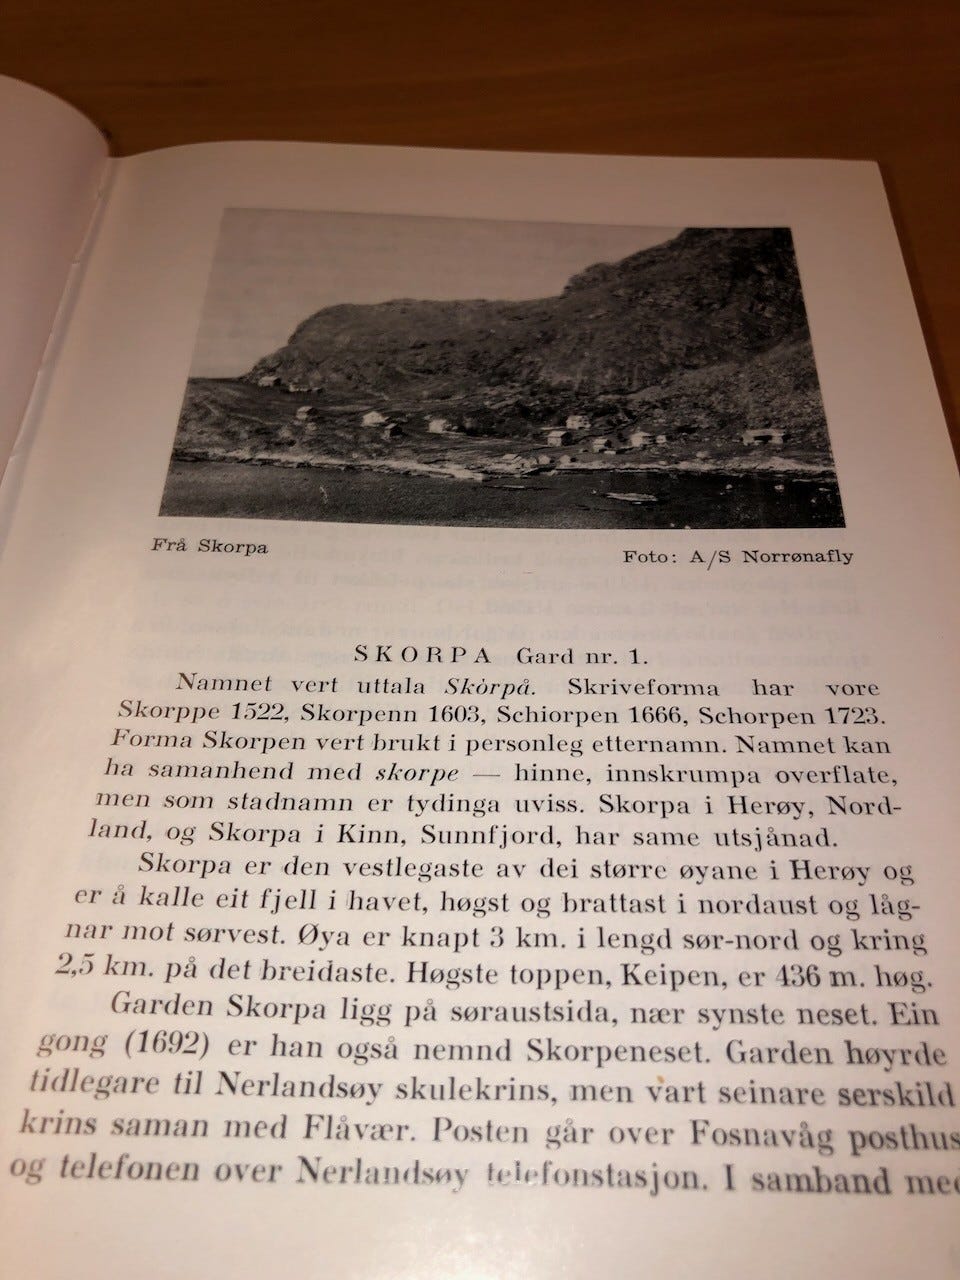 Frå Skorpa
Foto: A/S Norrønafly
SKORPA Gard nr. 1.
Namnet vert uttala Skòrpå. Skriveforma har vore
Skorppe 1522, Skorpenn 1603, Schiorpen 1666, Schorpen 1723.
Forma Skorpen vert brukt i personleg etternamn. Namnet kan
ha samanhend med skorpe — hinne, innskrumpa overflate,
men som stadnamn er tydinga uviss. Skorpa i Herøy, Nord-
land, og Skorpa i Kinn, Sunnfjord, har same utsjånad.
Skorpa er den vestlegaste av dei større øyane i Herøy og
er å kalle eit fjell i havet, høgst og brattast i nordaust og låg-
nar mot sørvest. Øya er knapt 3 km. i lengd sør-nord og kring
2,5 km. på det breidaste. Høgste toppen, Keipen, er 436 m. høg.
Garden Skorpa ligg på søraustsida, nær synste neset. Ein
gong (1692) er han også nemnd Skorpeneset. Garden høyrde
tidlegare til Nerlandsøy skulekrins, men vart seinare serskild
krins saman med Flåvær. Posten går over Fosnavåg posthus
og telefonen over Nerlandsøy telefonstasjon. I samband med